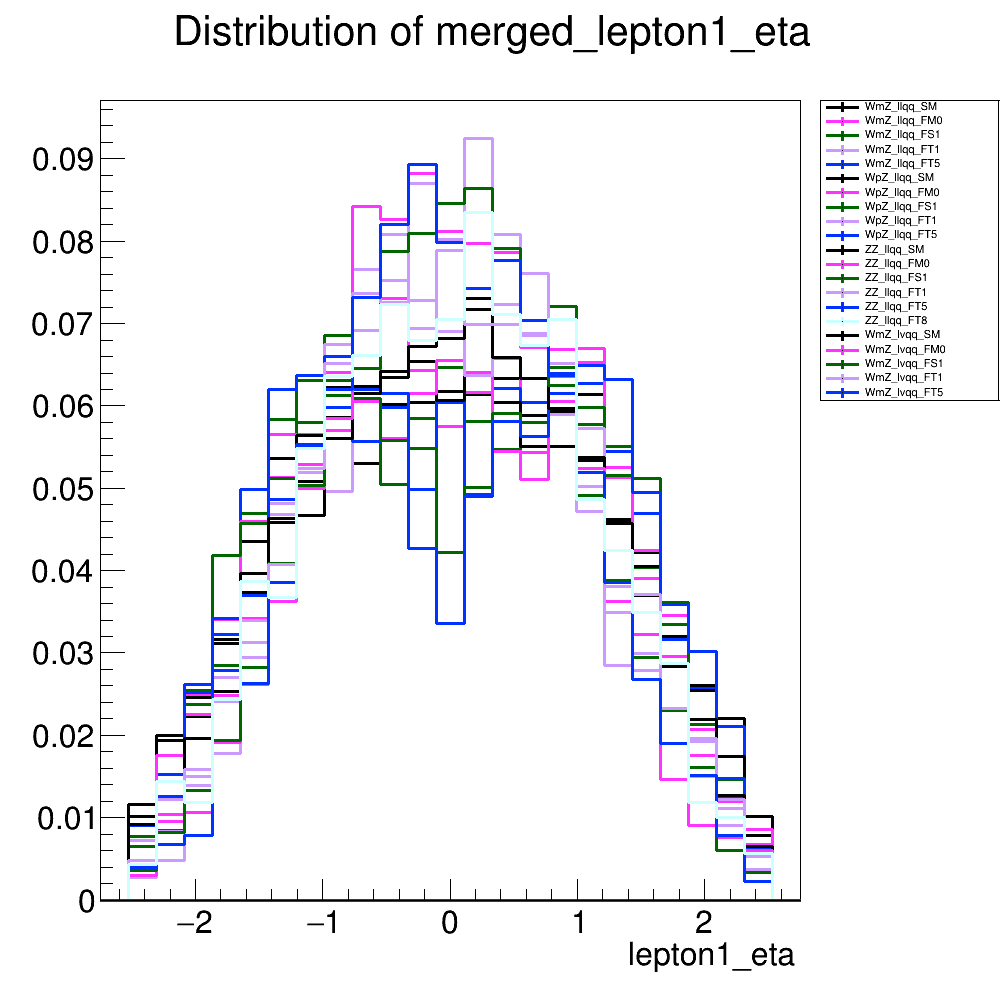 Distribution of merged_lepton1_eta
WmZ_llqq_SM
WmZ_llqq_FM0
WmZ_llqq_FS1
WmZ_llqq_FT1
WmZ_llqq_FT5
WpZ_llqq_SM
WpZ_llqq_FM0
WpZ_llqq_FS1
WpZ_llqq_FT1
WpZ_llqq_FT5
ZZ_llqq_SM
ZZ_llqq_FM0
ZZ_llqq_FS1
ZZ_llqq_FT1
ZZ_llqq_FT5
ZZ_llqq_FT8
WmZ_lvqq_SM
WmZ_lvqq_FM0
WmZ_lvqq_FS1
WmZ_lvqq_FT1
WmZ_lvqq_FT5
0.09
0.08
0.07
0.06
0.05
0.04
0.03
0.02
0.01
0
−2 −1 0 1 2
lepton1_eta